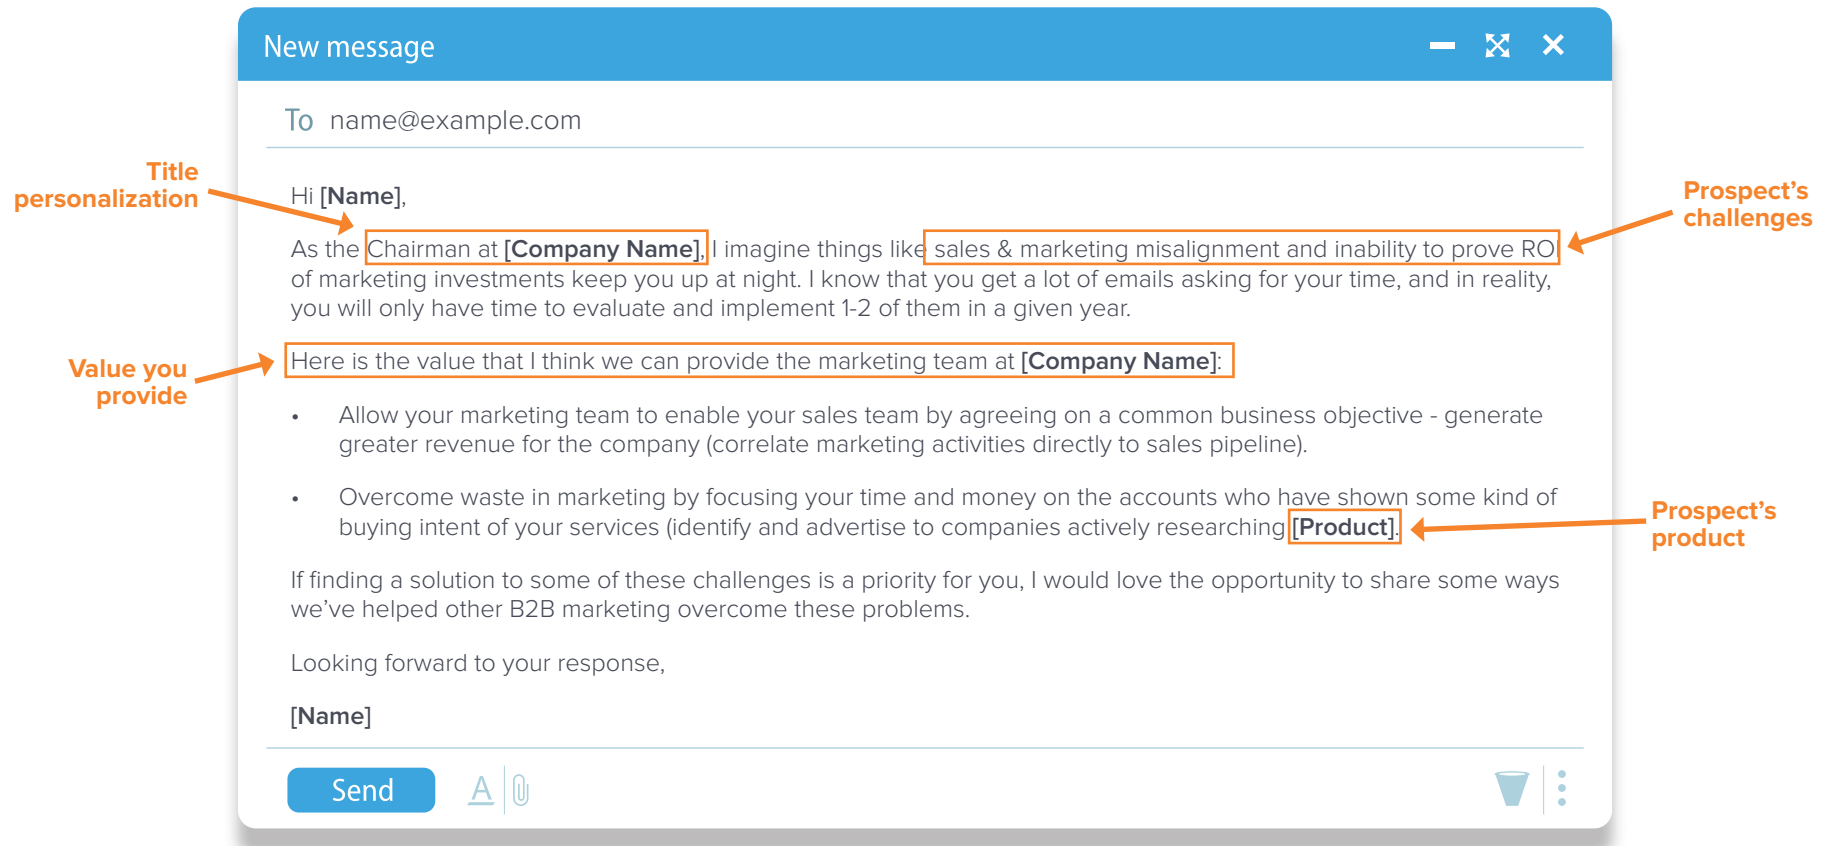 New message
To name@example.com
Title
personalization
Hi [Name],
Prospect's
challenges
As the Chairman at [Company Name], I imagine things like sales & marketing misalignment and inability to prove ROI
of marketing investments keep you up at night. I know that you get a lot of emails asking for your time, and in reality,
you will only have time to evaluate and implement 1-2 of them in a given year.
Value you
provide
Here is the value that I think we can provide the marketing team at [Company Name]:
• Allow your marketing team to enable your sales team by agreeing on a common business objective - generate
greater revenue for the company (correlate marketing activities directly to sales pipeline).
• Overcome waste in marketing by focusing your time and money on the accounts who have shown some kind of
buying intent of your services (identify and advertise to companies actively researching [Product].
Prospect's
product
If finding a solution to some of these challenges is a priority for you, I would love the opportunity to share some ways
we've helped other B2B marketing overcome these problems.
Looking forward to your response,
[Name]
Send A